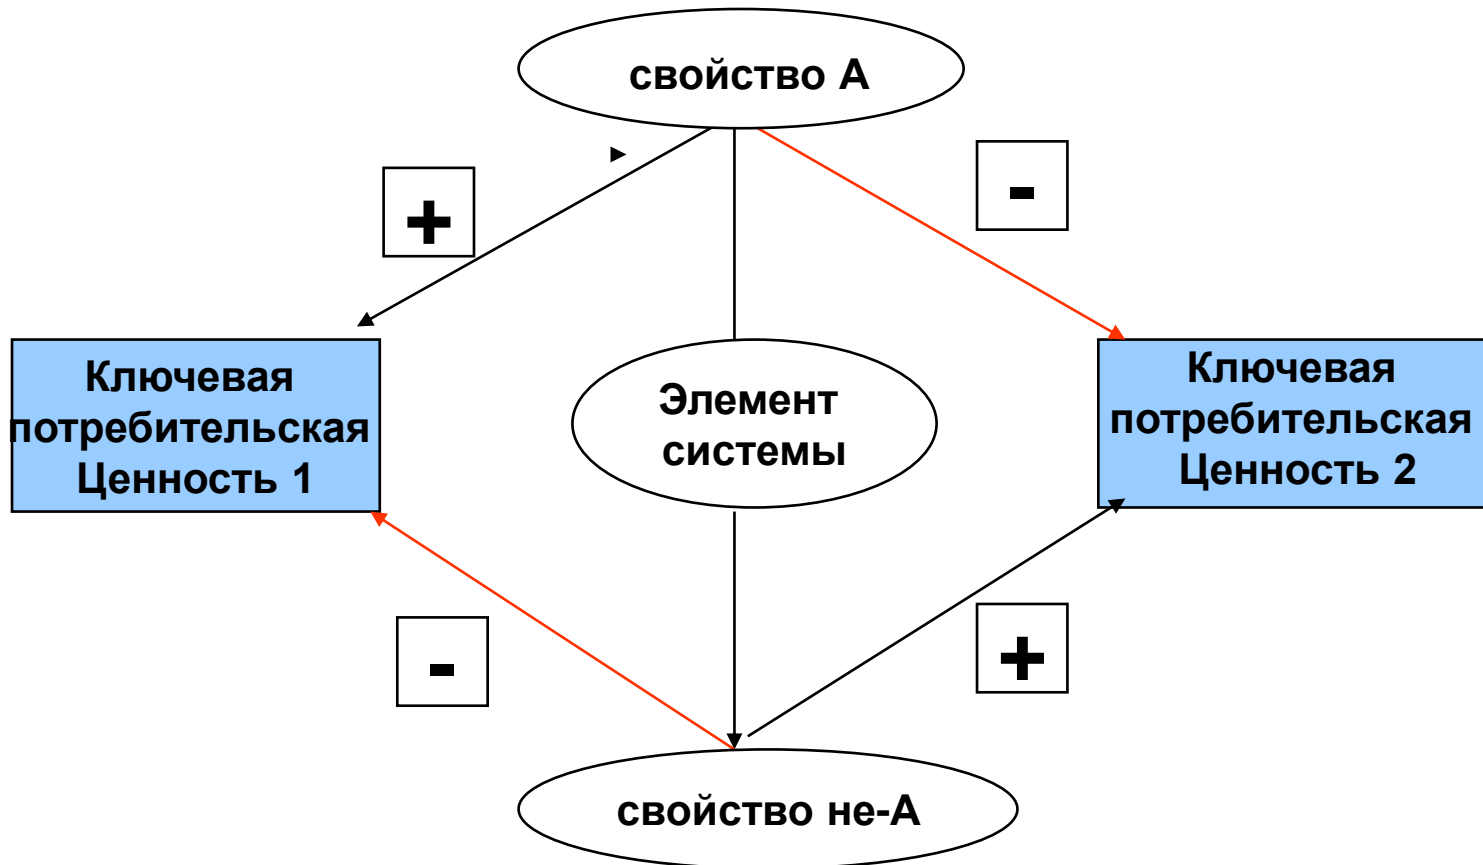 свойство А
+
-
Ключевая
потребительская
Ценность 1
Элемент
системы
Ключевая
потребительская
Ценность 2
-
+
свойство не-А